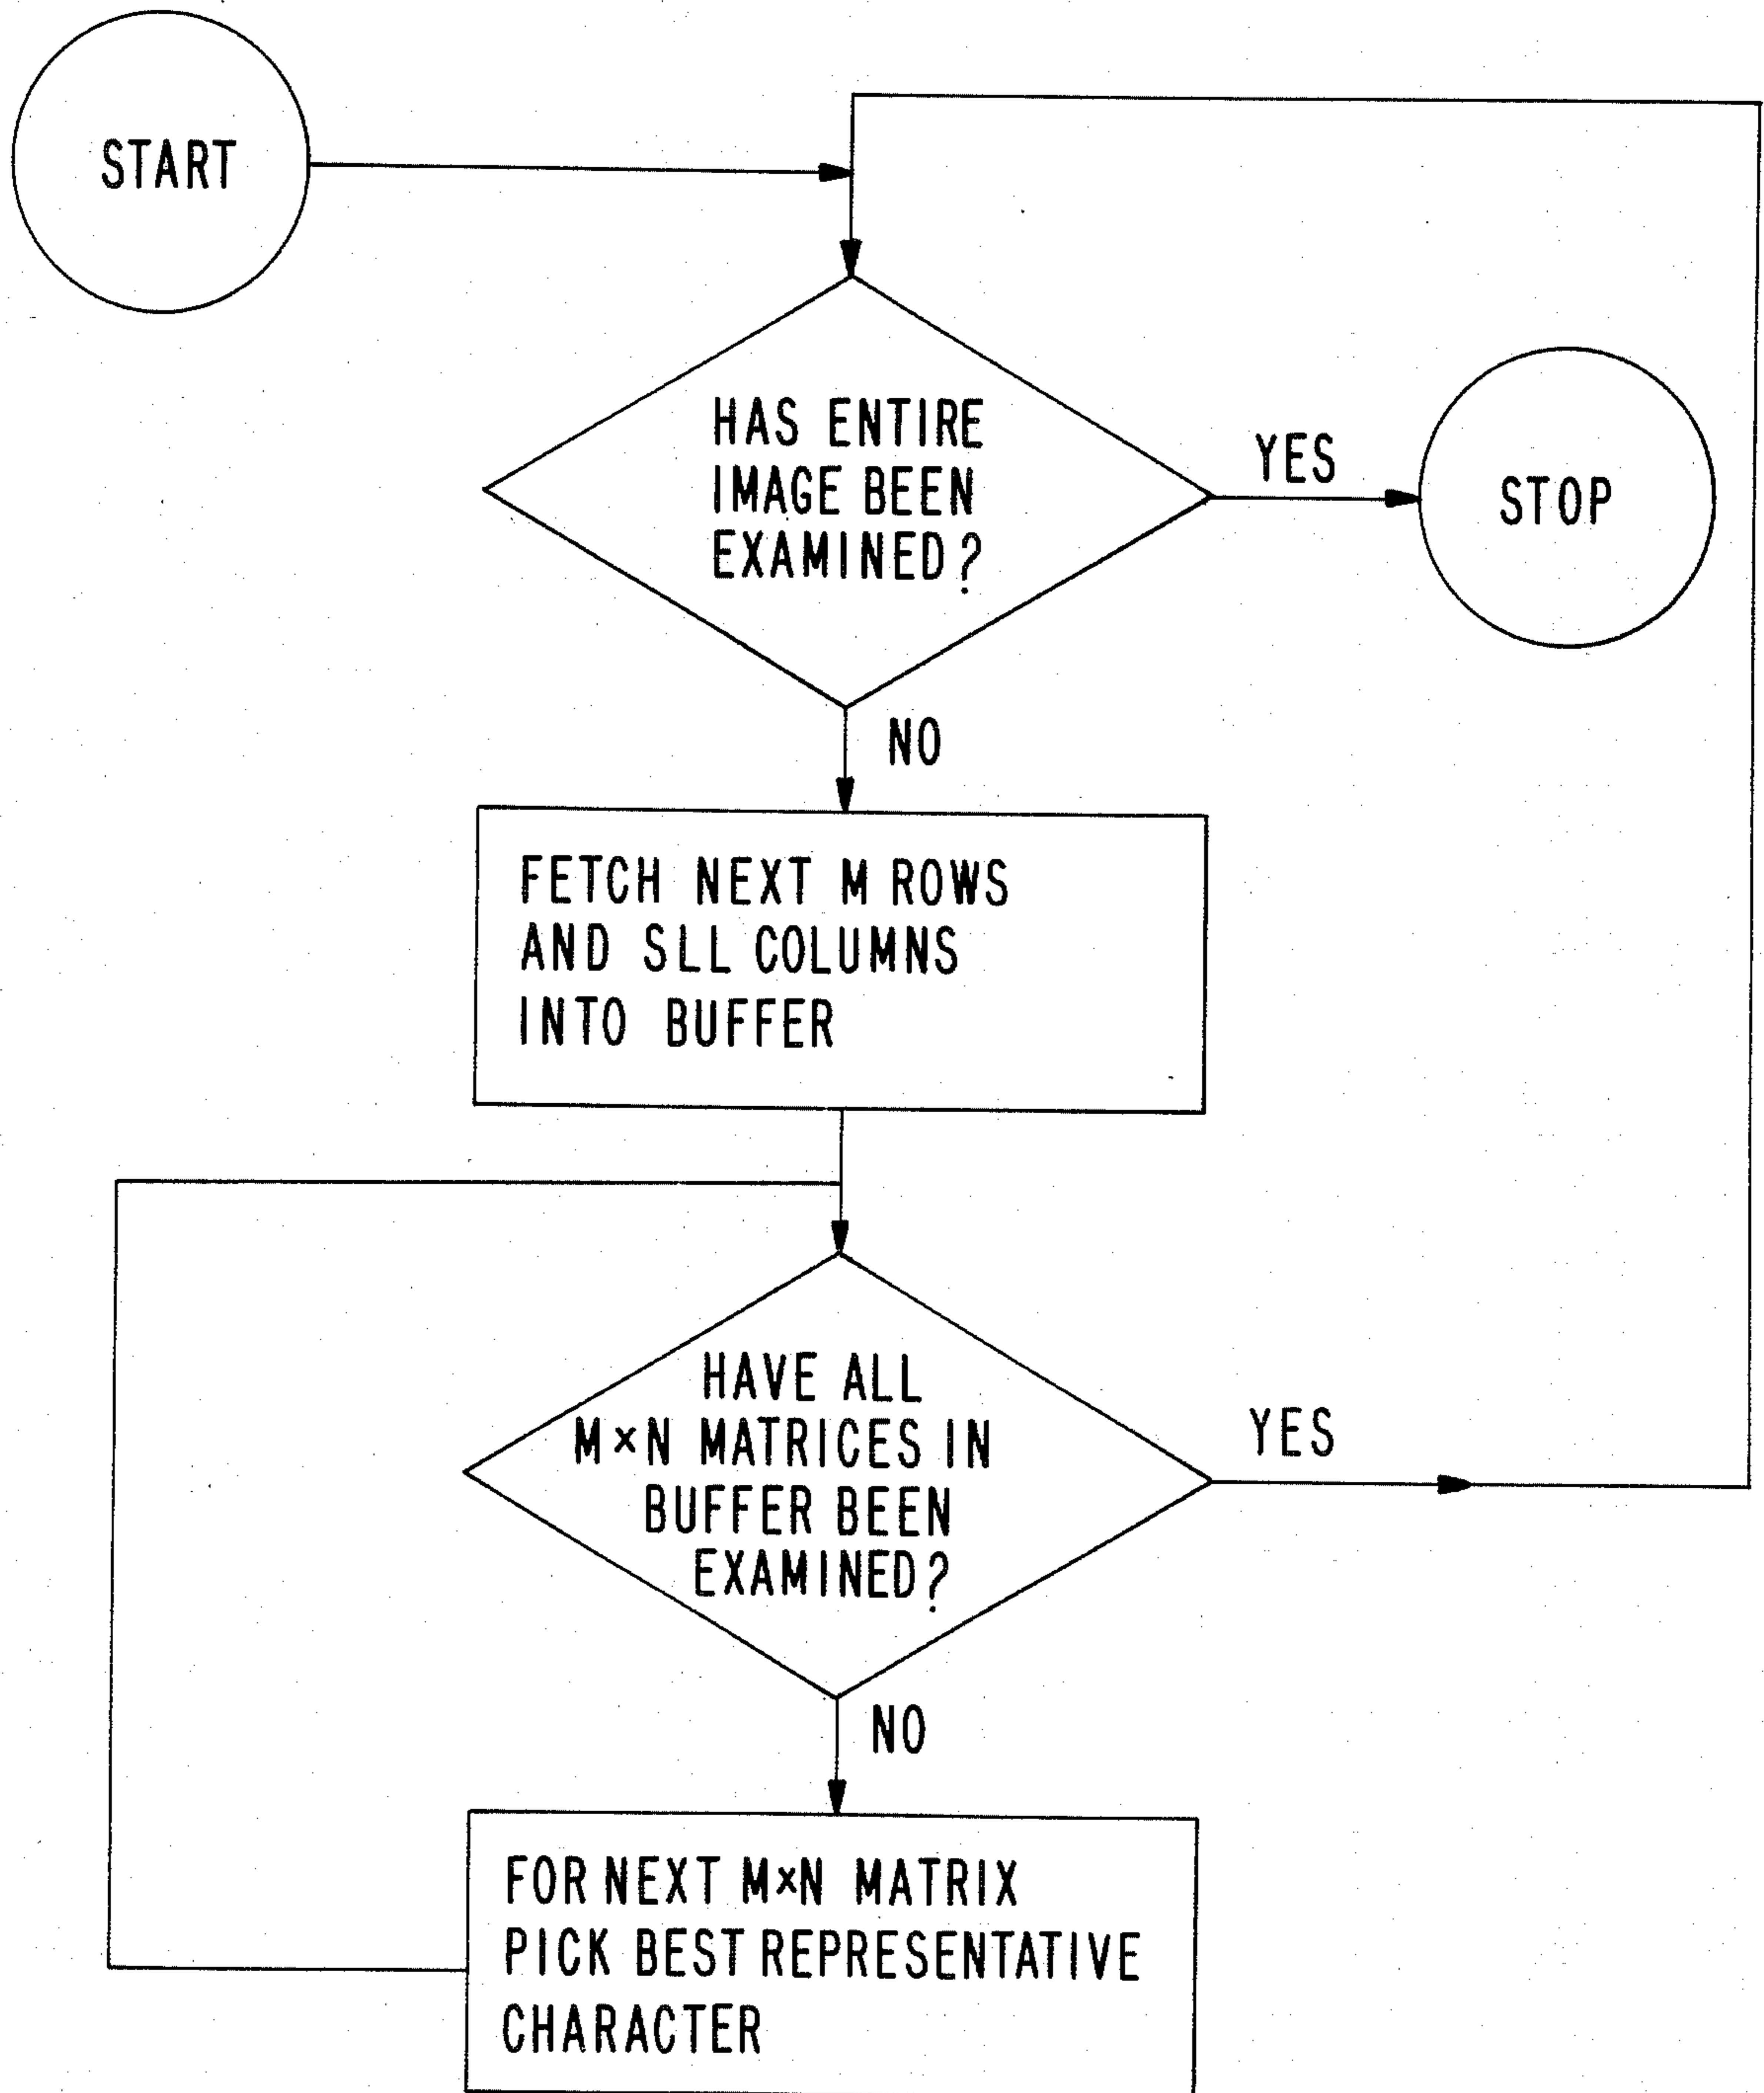 START
HAS ENTIRE
IMAGE BEEN
EXAMINED?
YES
STOP
NO
FETCH NEXT M ROWS
AND SLL COLUMNS
INTO BUFFER
HAVE ALL
M×N MATRICES IN
BUFFER BEEN
EXAMINED?
YES
NO
FOR NEXT M×N MATRIX
PICK BEST REPRESENTATIVE
CHARACTER